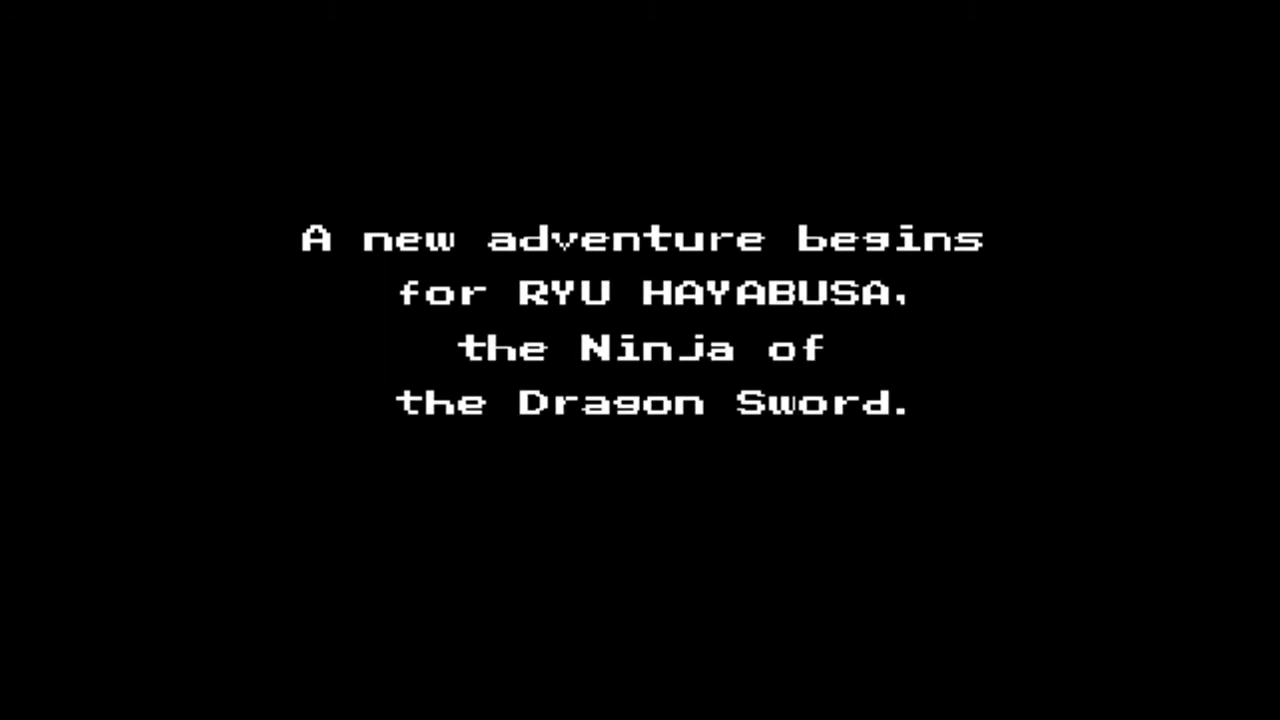 A new adventure begins
for RYU HAYABUSA,
the Ninja of
the Dragon Sword.